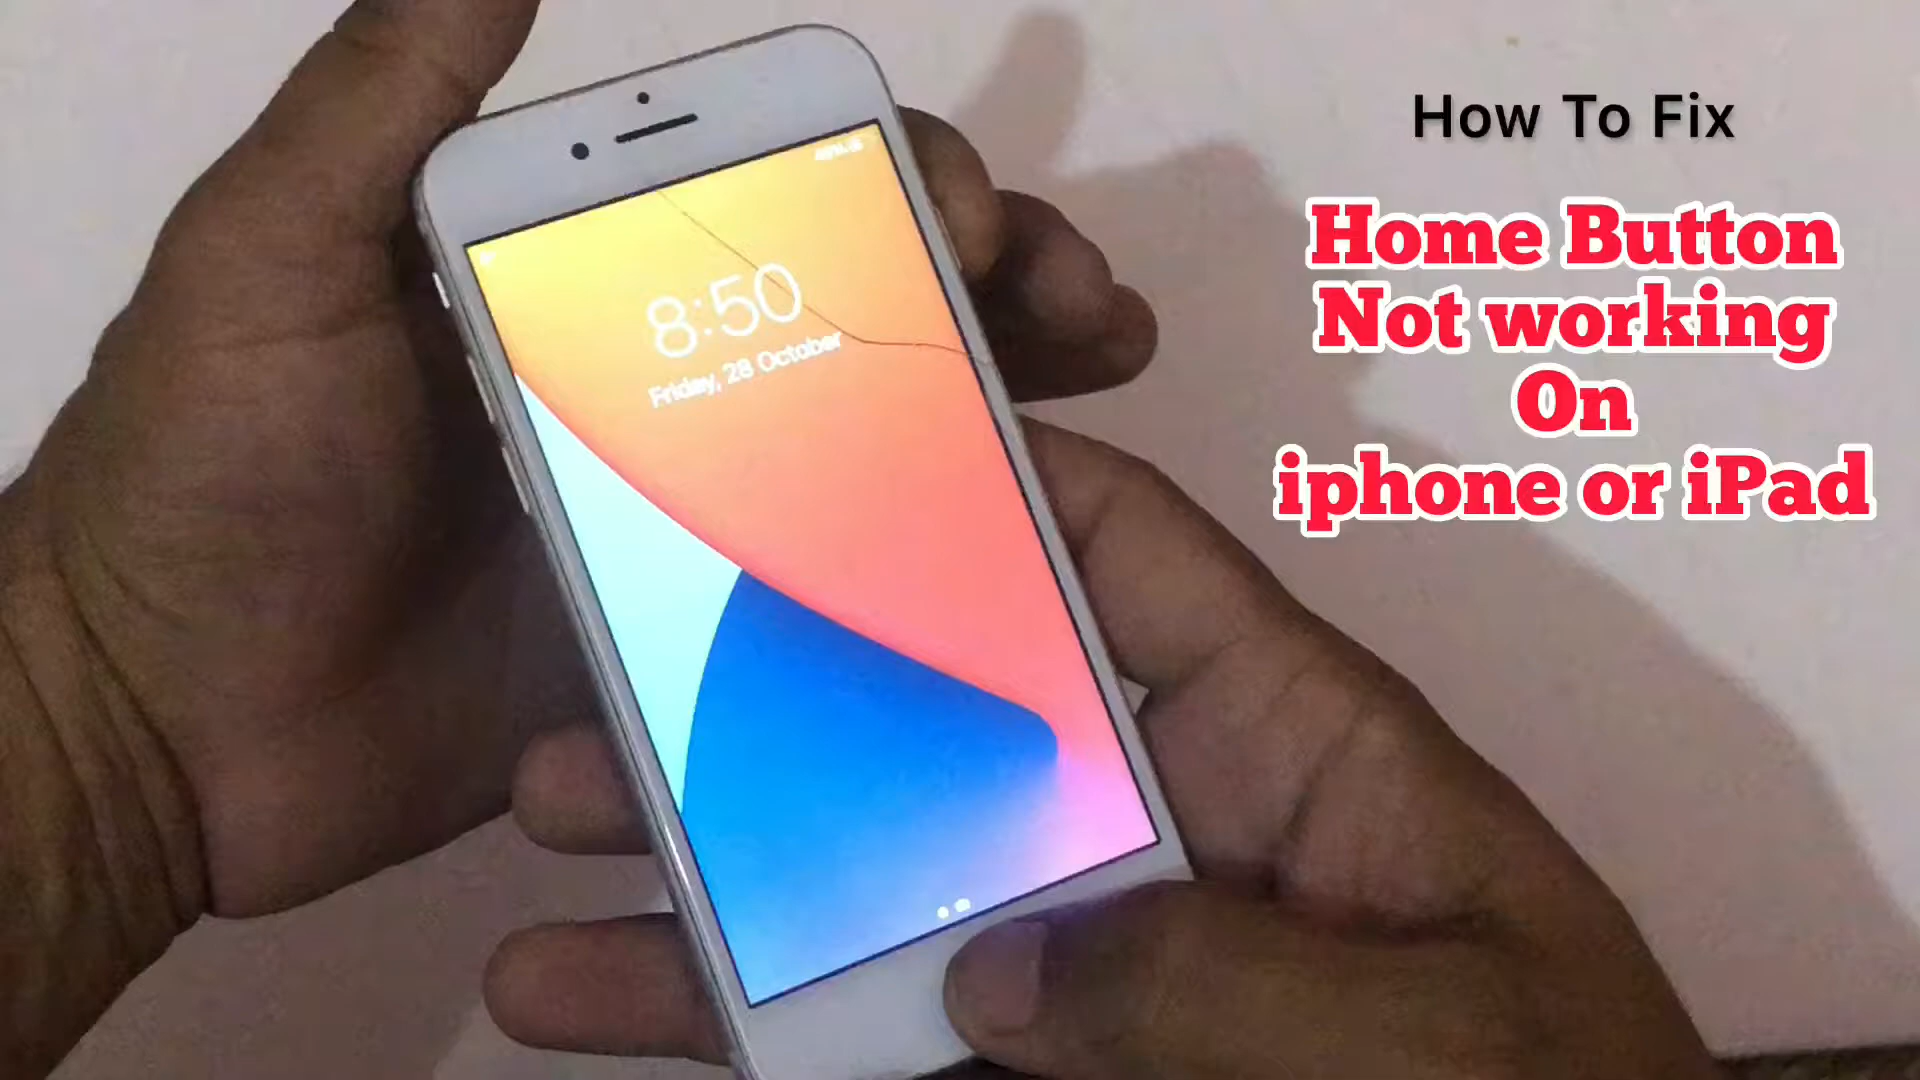 How To Fix
Home Button
Not working
On
iphone or iPad
8:50
Friday, 28 October